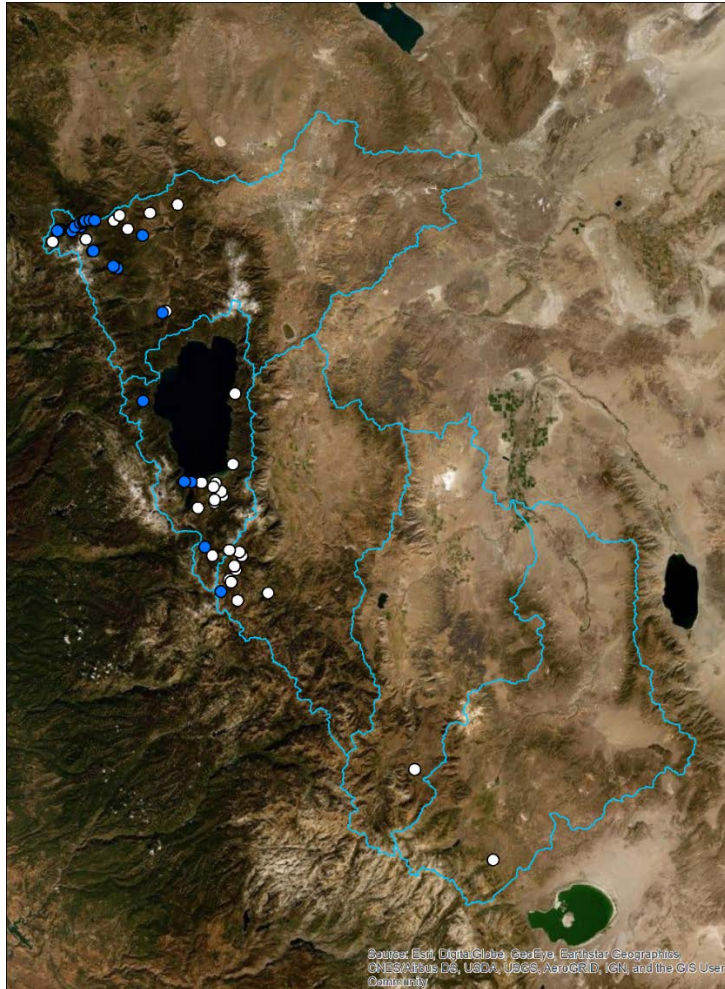 Source: Esri, DigitalGlobe, GeoEye, Earthstar Geographics,
CNES/Airbus DS, USDA, USGS, AeroGRID, IGN, and the GIS User
Community